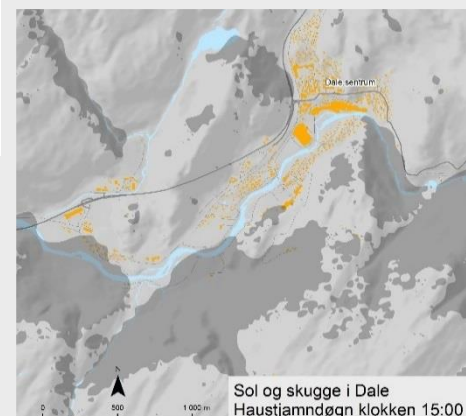 Dale sentrum
N
0 500 1 000 m
Sol og skugge i Dale
Haustjamndøgn klokken 15:00